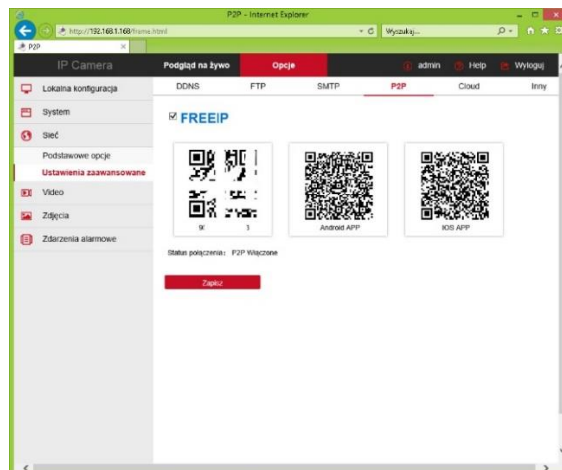 P2P - Internet Explorer
http://192.168.1.168/frame.html
Wyszukaj...
P2P
IP Camera
Podgląd na żywo
Opcje
admin
Help
Wyloguj
Lokalna konfiguracja
System
Sieć
Podstawowe opcje
Ustawienia zaawansowane
Video
Zdjęcia
Zdarzenia alarmowe
DDNS
FTP
SMTP
P2P
Cloud
Inny
FREEIP
Android APP
IOS APP
Status połączenia: P2P Włączone
Zapisz